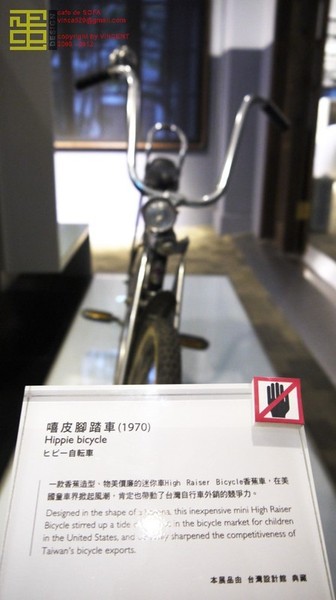 DESIGN
嘻皮腳踏車(1970)
Hippie bicycle
ヒピー自転車
一款香蕉造型、物美價廉的迷你車High Raiser Bicycle香蕉車，在美
國童車界掀起風潮，肯定也帶動了台灣自行車外銷的競爭力。
Designed in the shape of a banana, this inexpensive mini High Raiser
Bicycle stirred up a tide in the bicycle market for children
in the United States, and sharpened the competitiveness of
Taiwan's bicycle exports.
本展品由 台灣設計館 典藏